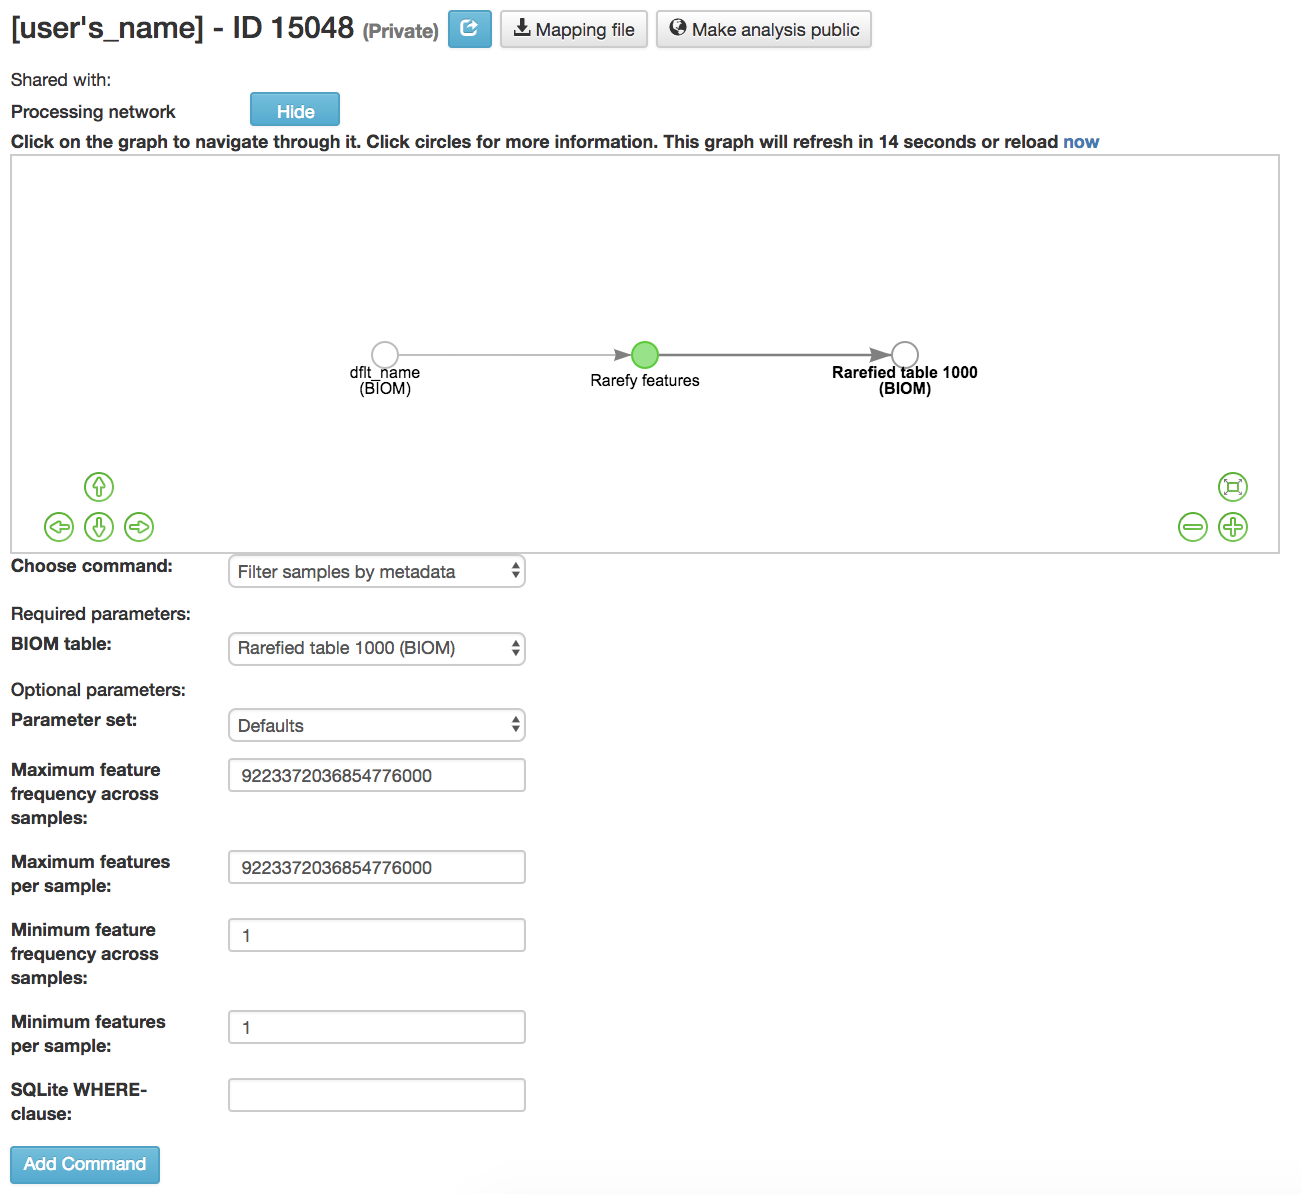 [user's_name] - ID 15048 (Private) Mapping file Make analysis public
Shared with:
Processing network Hide
Click on the graph to navigate through it. Click circles for more information. This graph will refresh in 14 seconds or reload now
dflt_name
(BIOM)
Rarefy features
Rarefied table 1000
(BIOM)
Choose command: Filter samples by metadata
Required parameters:
BIOM table: Rarefied table 1000 (BIOM)
Optional parameters:
Parameter set: Defaults
Maximum feature
frequency across
samples:
9223372036854776000
Maximum features
per sample:
9223372036854776000
Minimum feature
frequency across
samples:
1
Minimum features
per sample:
1
SQLite WHERE-
clause:
Add Command